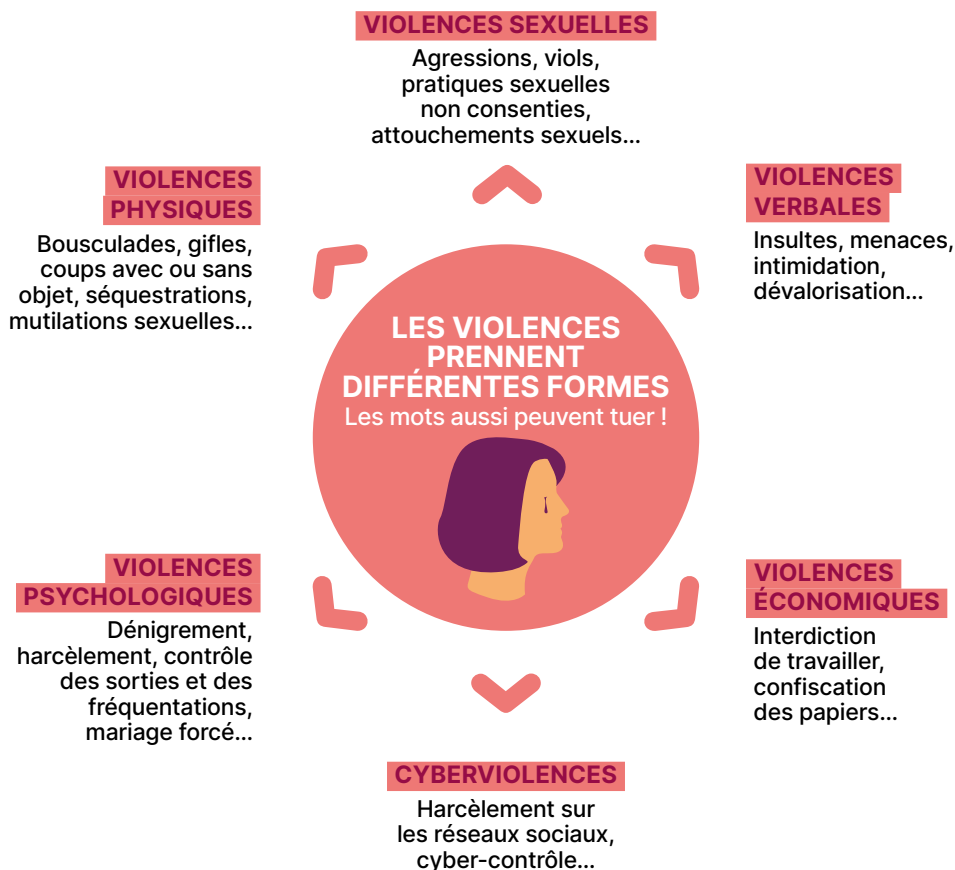 VIOLENCES SEXUELLES
Agressions, viols,
pratiques sexuelles
non consenties,
attouchements sexuels...
VIOLENCES
PHYSIQUES
Bousculades, gifles,
coups avec ou sans
objet, séquestrations,
mutilations sexuelles...
VIOLENCES
VERBALES
Insultes, menaces,
intimidation,
dévalorisation...
LES VIOLENCES
PRENNENT
DIFFÉRENTES FORMES
Les mots aussi peuvent tuer !
VIOLENCES
PSYCHOLOGIQUES
Dénigrement,
harcèlement, contrôle
des sorties et des
fréquentations,
mariage forcé...
VIOLENCES
ÉCONOMIQUES
Interdiction
de travailler,
confiscation
des papiers...
CYBERVIOLENCES
Harcèlement sur
les réseaux sociaux,
cyber-contrôle...